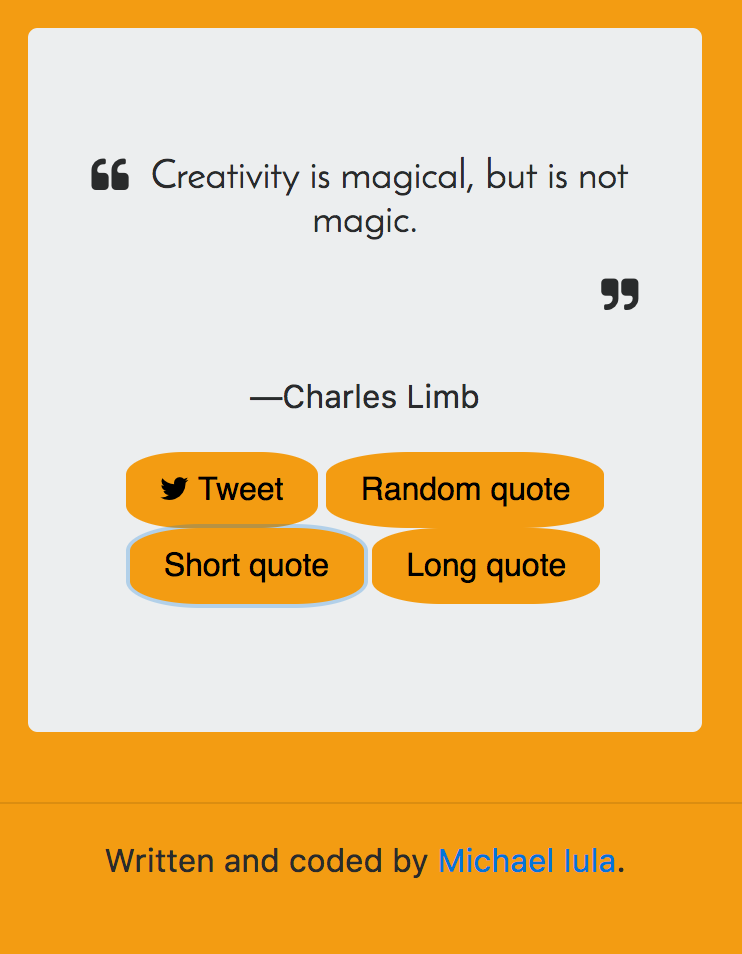 ❝ Creativity is magical, but is not
magic.
❞
—Charles Limb
Tweet Random quote
Short quote Long quote
Written and coded by Michael Iula.